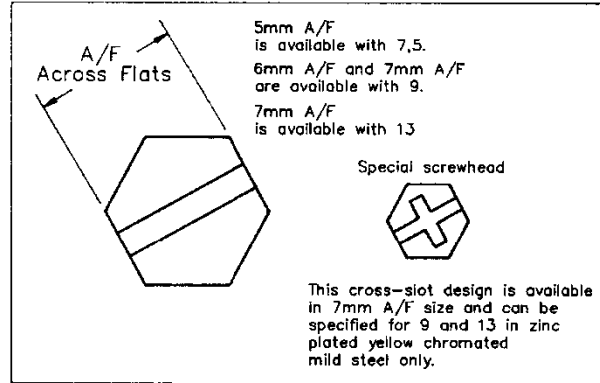 A/F
Across Flats
5mm A/F
is available with 7,5.
6mm A/F and 7mm A/F
are available with 9.
7mm A/F
is available with 13
Special screwhead
This cross-slot design is available
in 7mm A/F size and can be
specified for 9 and 13 in zinc
plated yellow chromated
mild steel only.